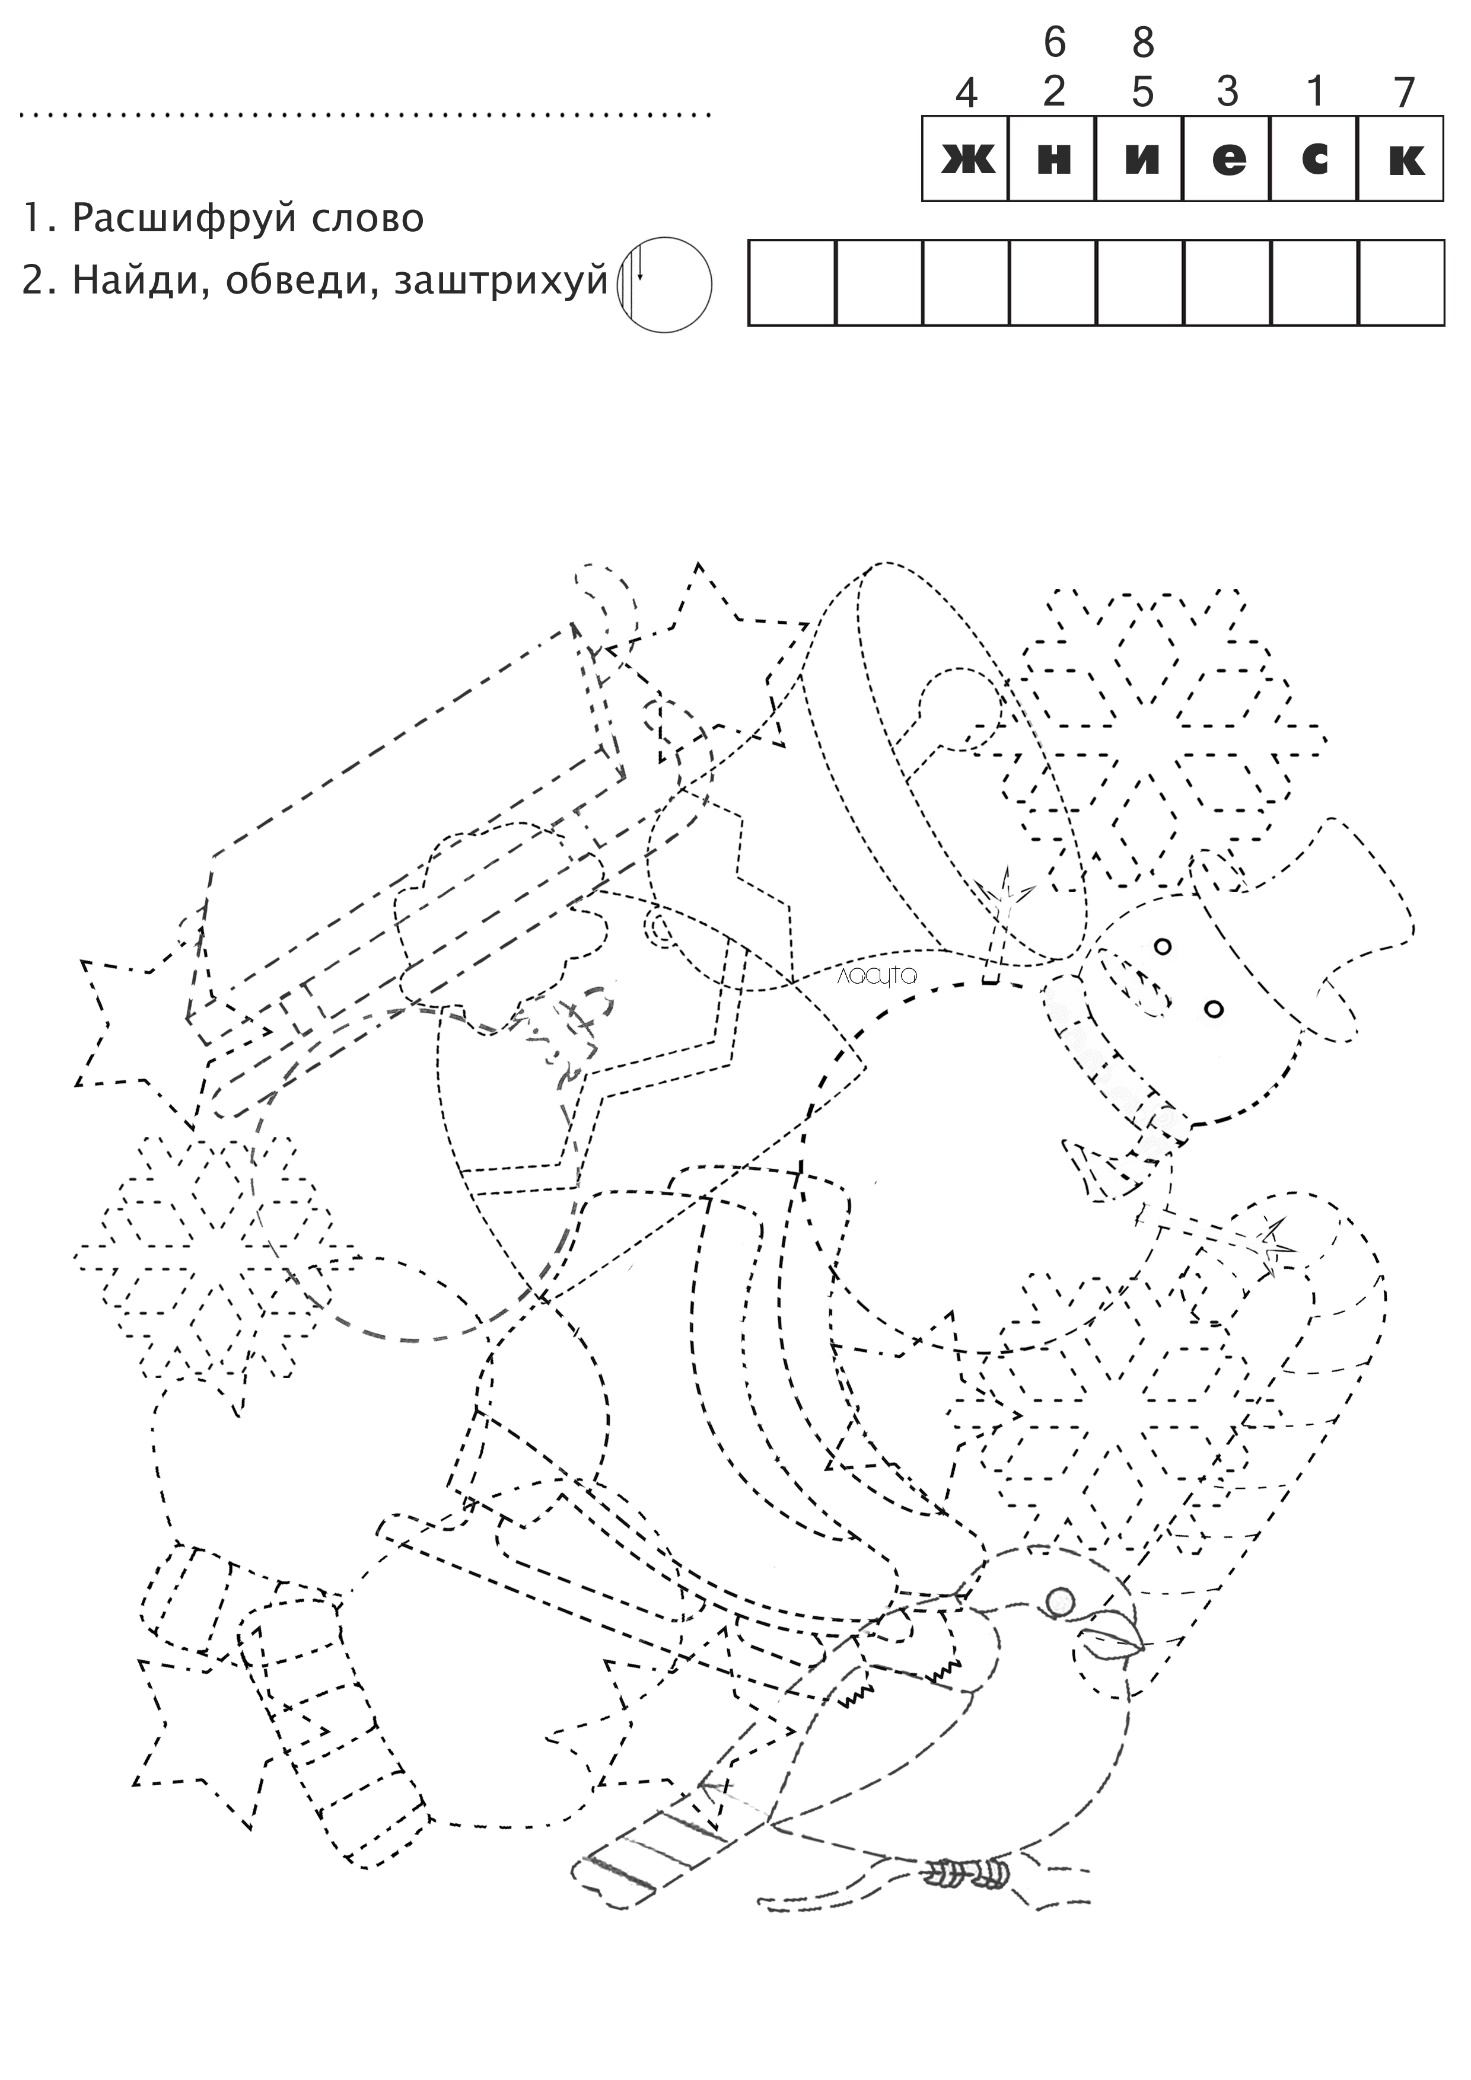 6 8
4 2 5 3 1 7
ж н и е с к
1. Расшифруй слово
2. Найди, обведи, заштрихуй
Лосуто